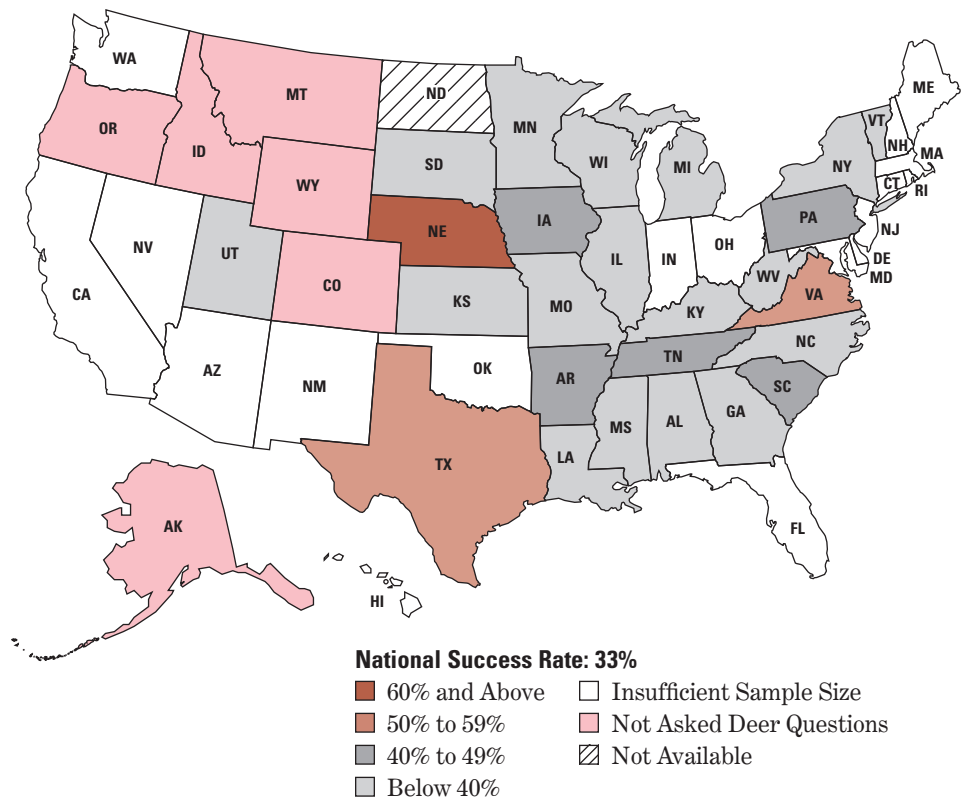 WA
ME
MT
ND
VT
MN
OR
NH
MA
ID
SD
WI
NY
MI
WY
CT
RI
PA
IA
NE
NJ
NV
OH
UT
IL
IN
DE
MD
WV
CO
CA
VA
KS
MO
KY
NC
TN
OK
AZ
AR
NM
SC
MS
AL
GA
LA
TX
AK
FL
HI
National Success Rate: 33%
60% and Above
50% to 59%
40% to 49%
Below 40%
Insufficient Sample Size
Not Asked Deer Questions
Not Available